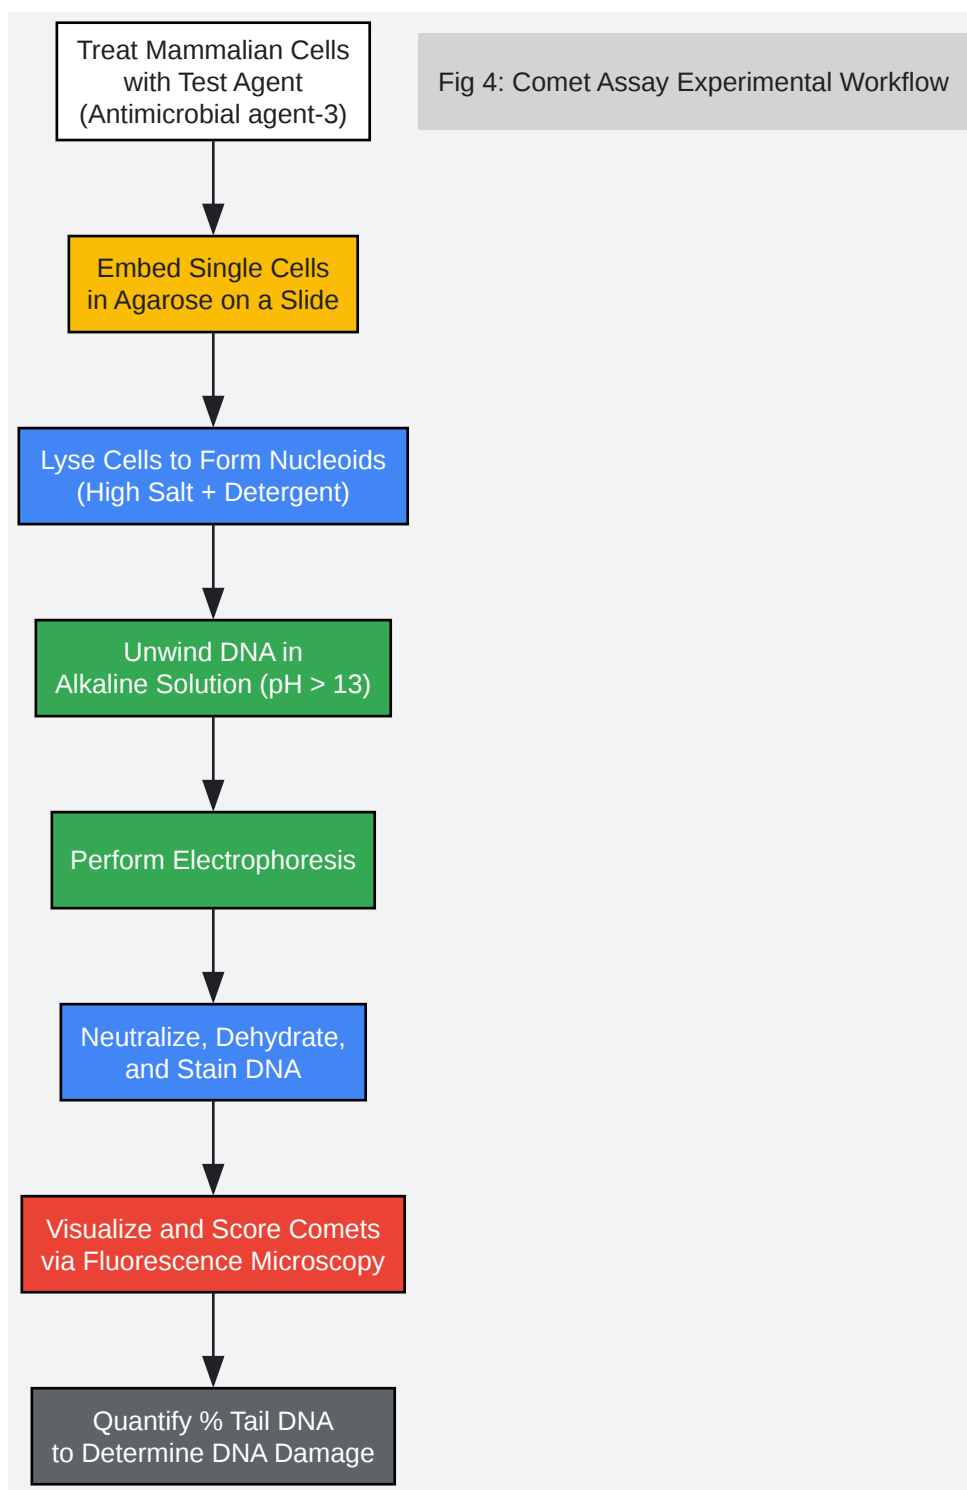 Treat Mammalian Cells
with Test Agent
(Antimicrobial agent-3)
Fig 4: Comet Assay Experimental Workflow
Embed Single Cells
in Agarose on a Slide
Lyse Cells to Form Nucleoids
(High Salt + Detergent)
Unwind DNA in
Alkaline Solution (pH > 13)
Perform Electrophoresis
Neutralize, Dehydrate,
and Stain DNA
Visualize and Score Comets
via Fluorescence Microscopy
Quantify % Tail DNA
to Determine DNA Damage